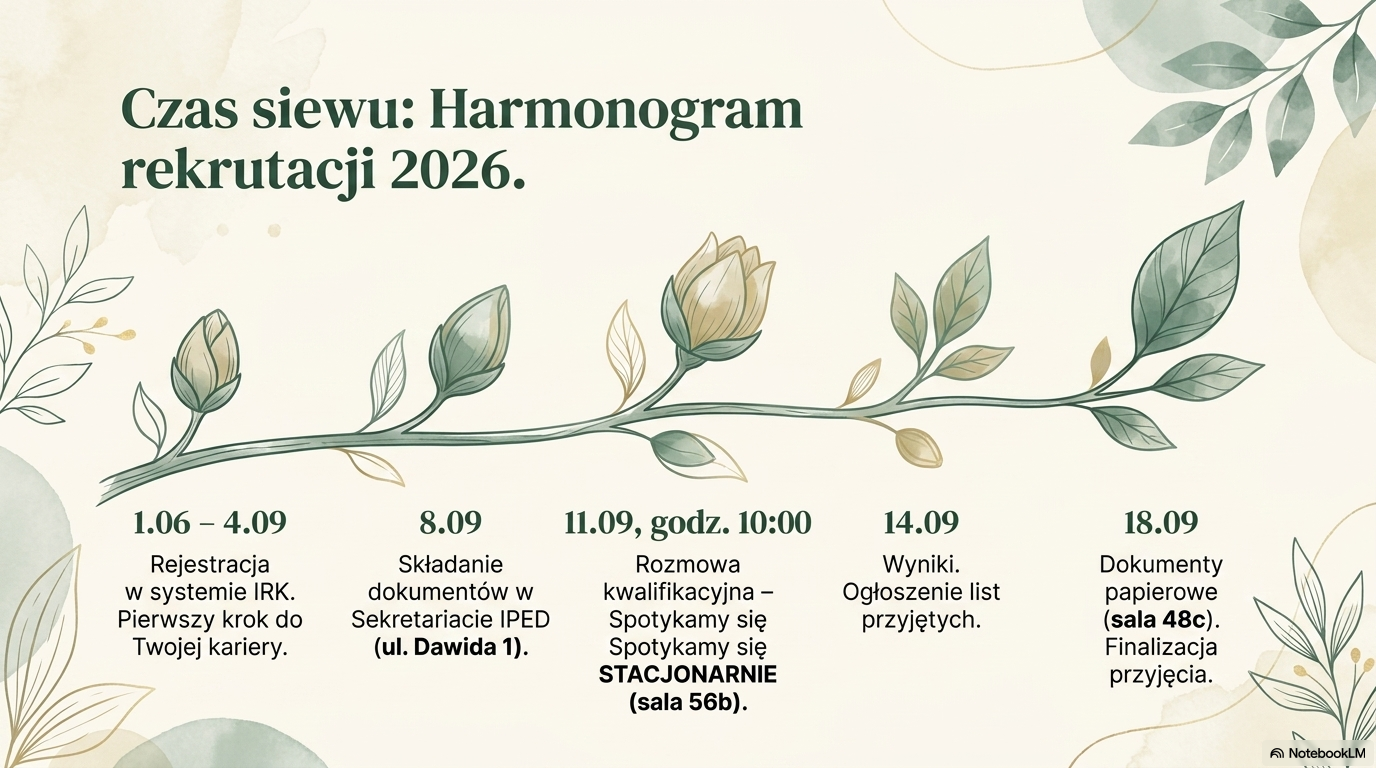 Czas siewu: Harmonogram
rekrutacji 2026.
1.06 – 4.09
Rejestracja
w systemie IRK.
Pierwszy krok do
Twojej kariery.
8.09
Składanie
dokumentów w
Sekretariacie IPED
(ul. Dawida 1).
11.09, godz. 10:00
Rozmowa
kwalifikacyjna –
Spotykamy się
Spotykamy się
STACJONARNIE
(sala 56b).
14.09
Wyniki.
Ogłoszenie list
przyjętych.
18.09
Dokumenty
papierowe
(sala 48c).
Finalizacja
przyjęcia.
NotebookLM